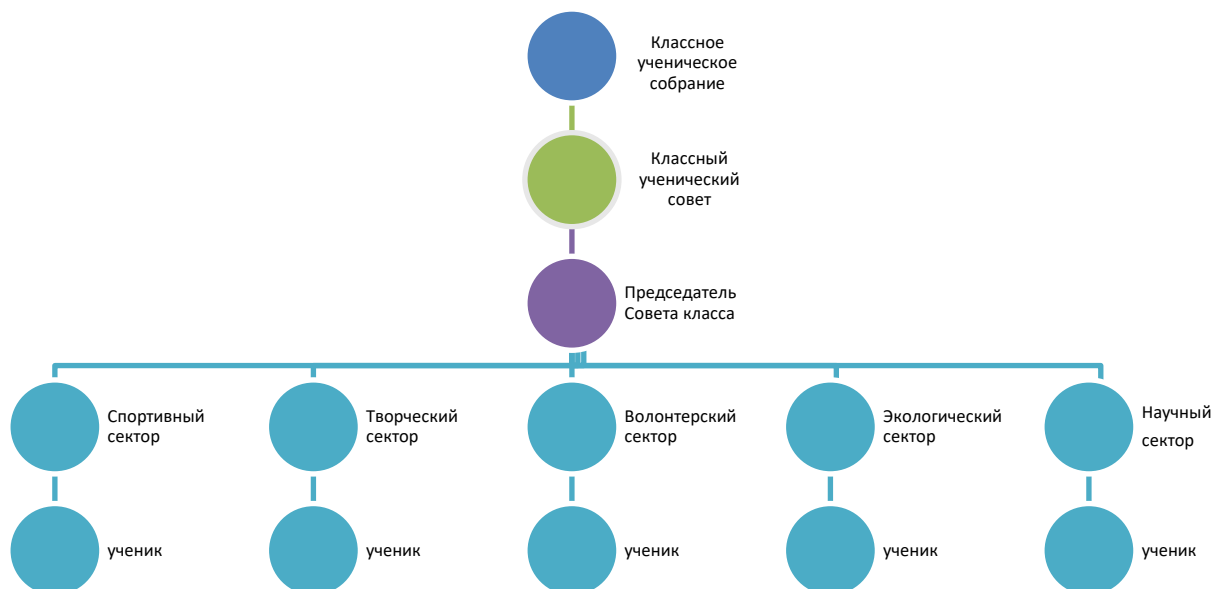 Классное
ученическое
собрание
Классный
ученический
совет
Председатель
Совета класса
Спортивный
сектор
Творческий
сектор
Волонтерский
сектор
Экологический
сектор
Научный
сектор
ученик
ученик
ученик
ученик
ученик